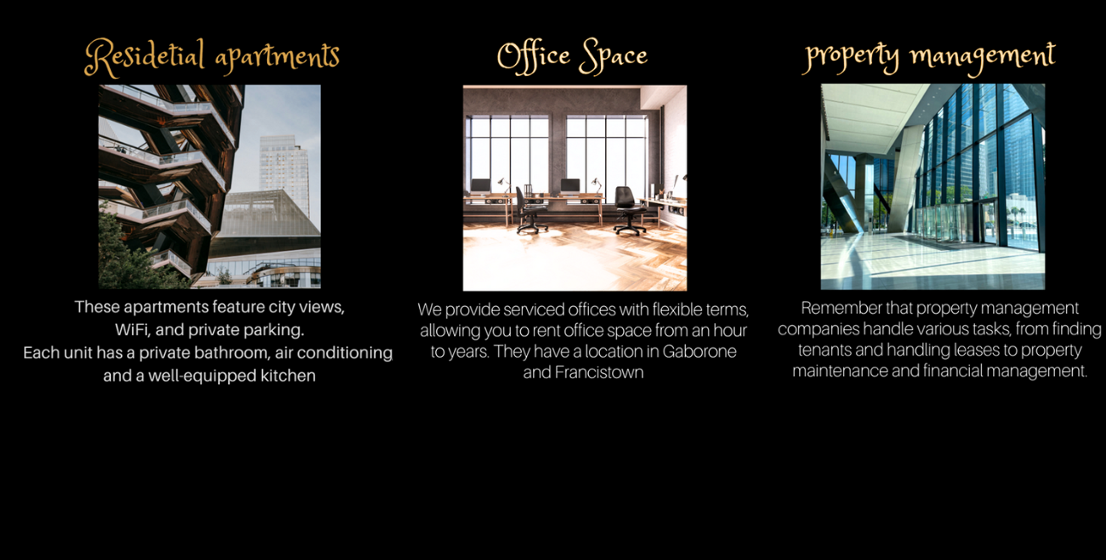 Residetial apartments
These apartments feature city views,
WiFi, and private parking.
Each unit has a private bathroom, air conditioning
and a well-equipped kitchen
Office Space
We provide serviced offices with flexible terms,
allowing you to rent office space from an hour
to years. They have a location in Gaborone
and Francistown
property management
Remember that property management
companies handle various tasks, from finding
tenants and handling leases to property
maintenance and financial management.